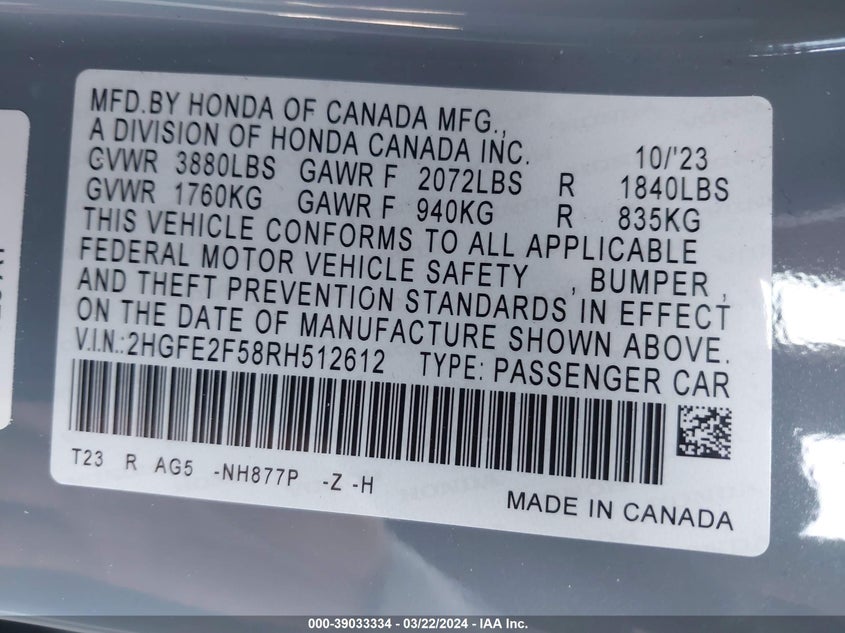 MFD.BY HONDA OF CANADA MFG.,
A DIVISION OF HONDA CANADA INC. 10/'23
GVWR 3880LBS GAWR F 2072LBS R 1840LBS
GVWR 1760KG GAWR F 940KG R 835KG
THIS VEHICLE CONFORMS TO ALL APPLICABLE
FEDERAL MOTOR VEHICLE SAFETY , BUMPER ,
AND THEFT PREVENTION STANDARDS IN EFFECT
ON THE DATE OF MANUFACTURE SHOWN ABOVE.
V.I.N.:2HGFE2F58RH512612 TYPE: PASSENGER CAR
T23 R AG5 -NH877P -Z -H
MADE IN CANADA
000-39033334 - 03/22/2024 - IAA Inc.